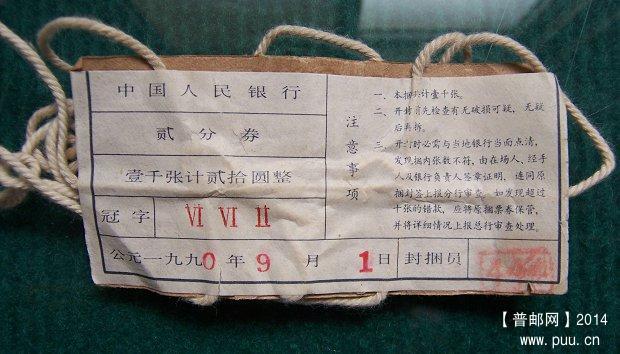 中国人民银行
贰分券
壹千张计贰拾圆整
冠字 VI VI II
公元一九九0年9月1日 封捆员
注意事项
一、本捆共计壹千张。
二、开封前先检查有无破损可疑，无疑
后再拆。
三、开封时必需与当地银行当面点清，
发现捆内张数不符，由在场人、经手
人及银行负责人签章证明，连同原
捆封签上报分行审查。如发现超过
十张的错款，应将原捆票券保管，
并将详细情况上报总行审查处理。
【普邮网】2014
www.puu.cn